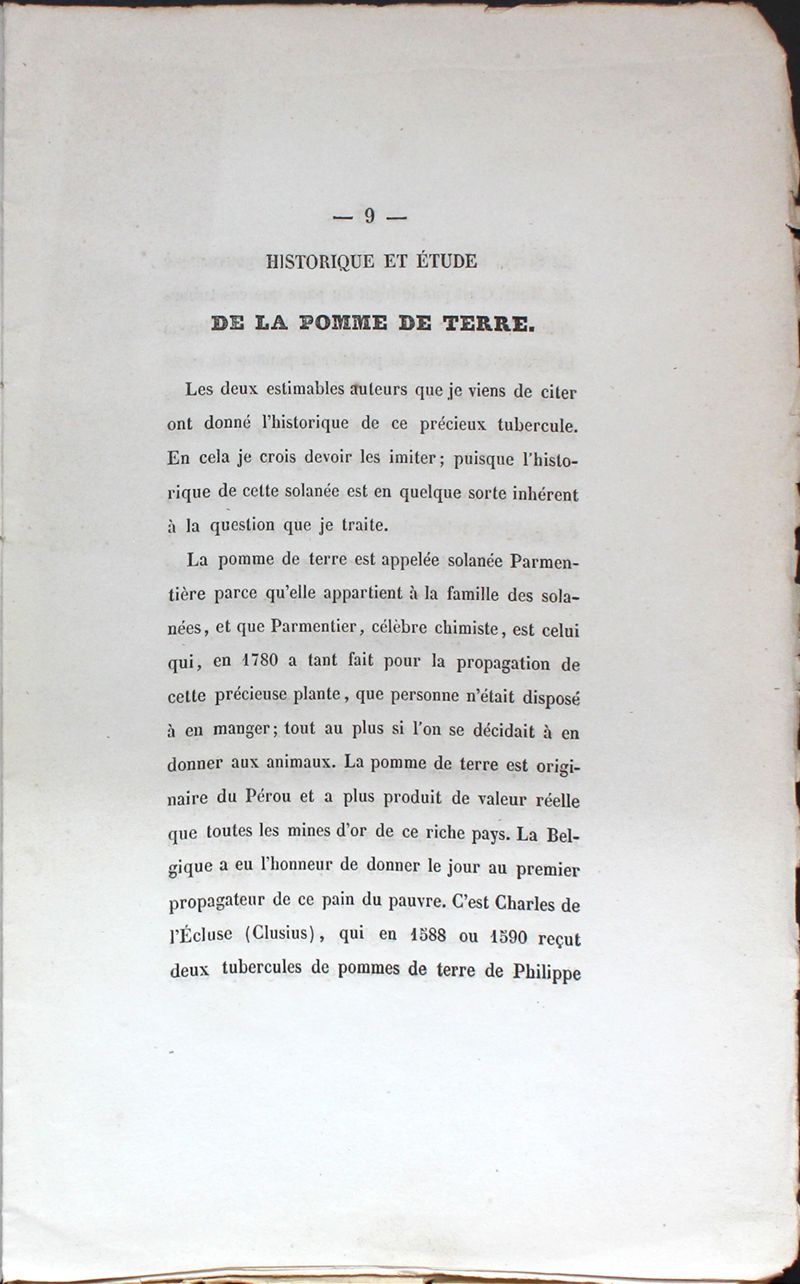 — 9 —
HISTORIQUE ET ÉTUDE
DE LA POMME DE TERRE.
Les deux estimables auteurs que je viens de citer
ont donné l'historique de ce précieux tubercule.
En cela je crois devoir les imiter; puisque l'histo-
rique de cette solanée est en quelque sorte inhérent
à la question que je traite.
La pomme de terre est appelée solanée Parmen-
tière parce qu'elle appartient à la famille des sola-
nées, et que Parmentier, célèbre chimiste, est celui
qui, en 1780 a tant fait pour la propagation de
cette précieuse plante, que personne n'était disposé
à en manger; tout au plus si l'on se décidait à en
donner aux animaux. La pomme de terre est origi-
naire du Pérou et a plus produit de valeur réelle
que toutes les mines d'or de ce riche pays. La Bel-
gique a eu l'honneur de donner le jour au premier
propagateur de ce pain du pauvre. C'est Charles de
l'Écluse (Clusius), qui en 1588 ou 1590 reçut
deux tubercules de pommes de terre de Philippe